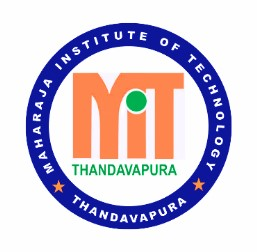 MAHARAJA INSTITUTE OF TECHNOLOGY
MIT
THANDAVAPURA
THANDAVAPURA